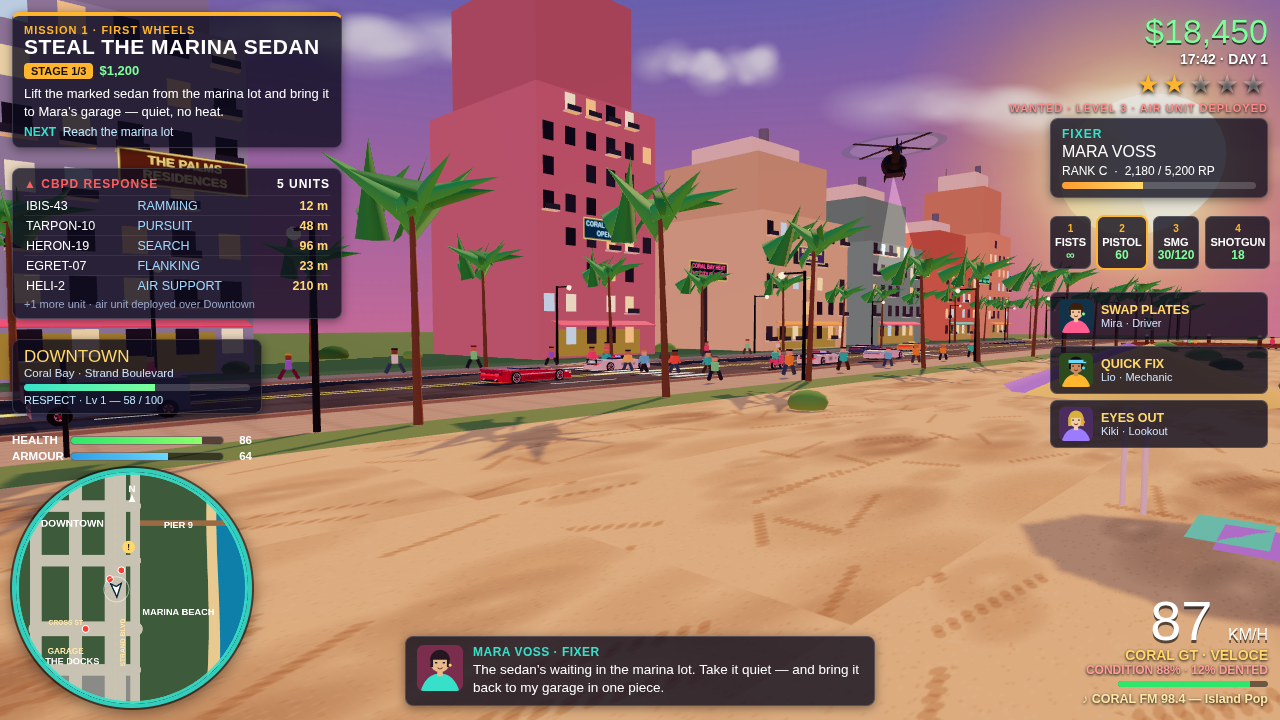 MISSION 1 · FIRST WHEELS
STEAL THE MARINA SEDAN
STAGE 1/3 $1,200
Lift the marked sedan from the marina lot and bring it
to Mara's garage — quiet, no heat.
NEXT Reach the marina lot
THE PALMS
RESIDENCES
▲ CBPD RESPONSE 5 UNITS
IBIS-43 RAMMING 12 m
TARPON-10 PURSUIT 48 m
HERON-19 SEARCH 96 m
EGRET-07 FLANKING 23 m
HELI-2 AIR SUPPORT 210 m
+1 more unit · air unit deployed over Downtown
DOWNTOWN
Coral Bay · Strand Boulevard
RESPECT · Lv 1 — 58 / 100
HEALTH 86
ARMOUR 64
N
DOWNTOWN
PIER 9
!
MARINA BEACH
CROSS ST
STRAND BLVD
GARAGE
THE DOCKS
CORAL
OPEN
CORAL BAY HEAT
$18,450
17:42 · DAY 1
WANTED · LEVEL 3 · AIR UNIT DEPLOYED
FIXER
MARA VOSS
RANK C · 2,180 / 5,200 RP
1 FISTS ∞
2 PISTOL 60
3 SMG 30/120
4 SHOTGUN 18
SWAP PLATES
Mira · Driver
QUICK FIX
Lio · Mechanic
EYES OUT
Kiki · Lookout
MARA VOSS · FIXER
The sedan's waiting in the marina lot. Take it quiet — and bring it
back to my garage in one piece.
87 KM/H
CORAL GT · VELOCE
CONDITION 88% · 12% DENTED
♪ CORAL FM 98.4 — Island Pop